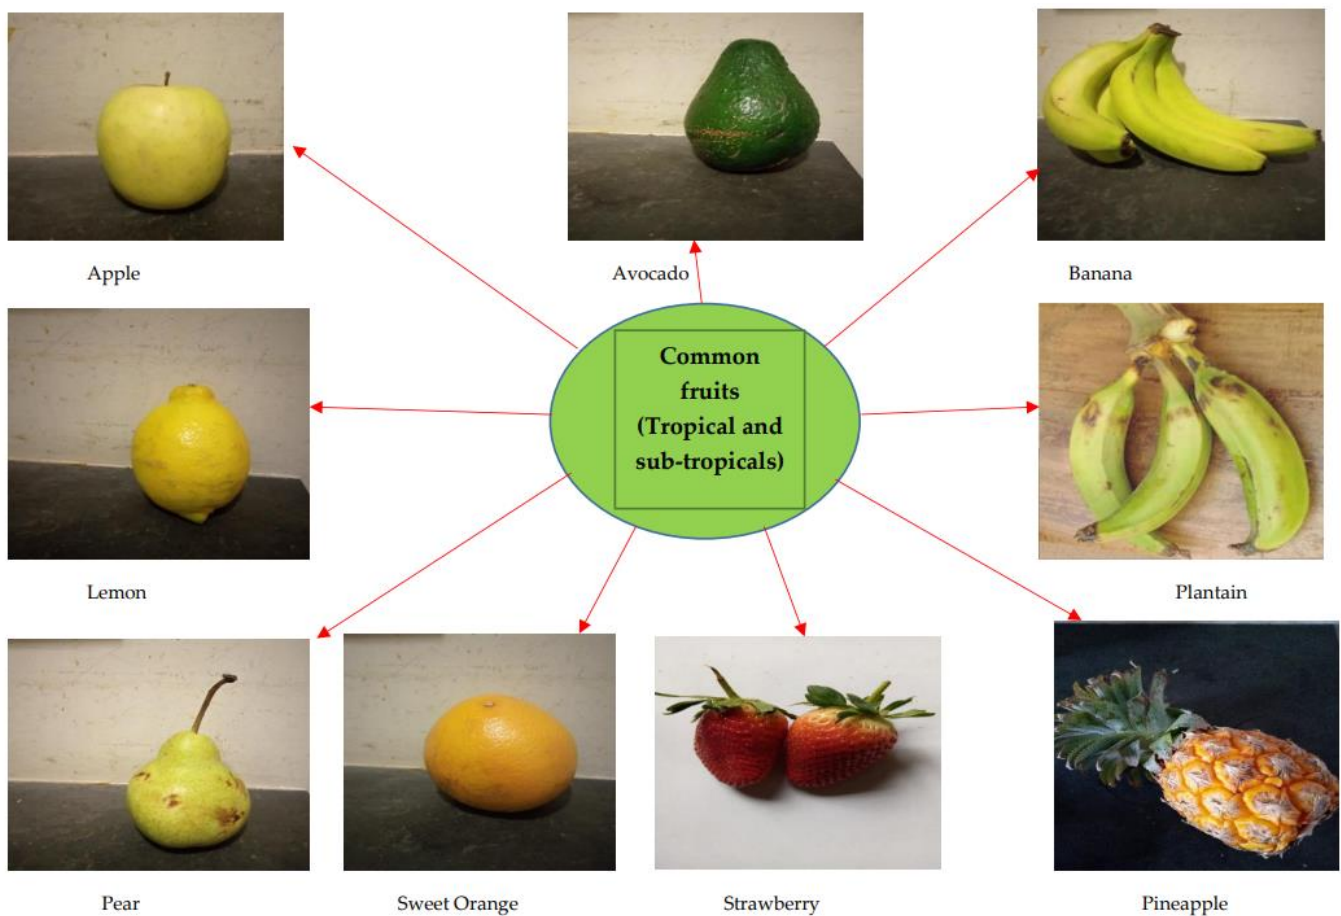 Apple
Avocado
Banana
Common
fruits
(Tropical and
sub-tropicals)
Lemon
Plantain
Pear
Sweet Orange
Strawberry
Pineapple